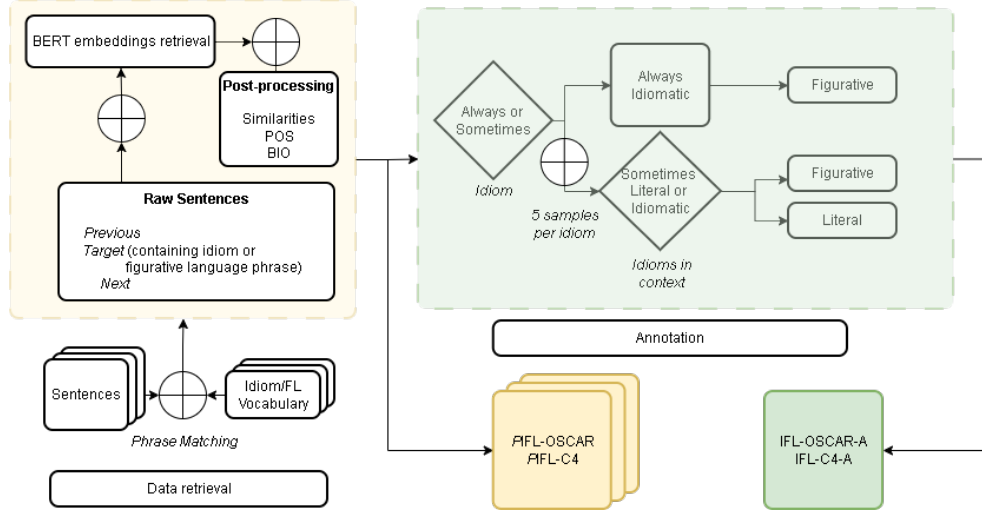 BERT embeddings retrieval
Post-processing
Similarities
POS
BIO
Raw Sentences
Previous
Target (containing idiom or
figurative language phrase)
Next
Sentences
Idiom/FL
Vocabulary
Phrase Matching
Data retrieval
Always or
Sometimes
Idiom
Always
Idiomatic
Figurative
5 samples
per idiom
Sometimes
Literal or
Idiomatic
Idioms in
context
Figurative
Literal
Annotation
PIFL-OSCAR
PIFL-C4
IFL-OSCAR-A
IFL-C4-A